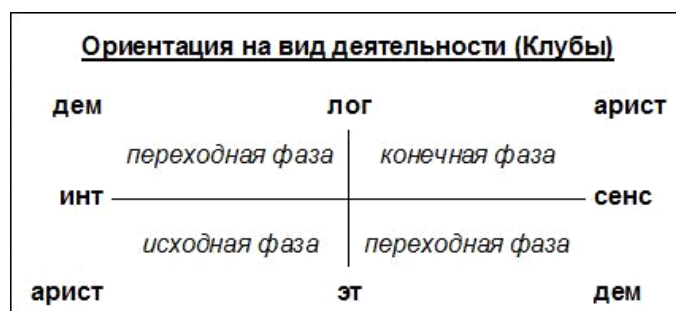 Ориентация на вид деятельности (Клубы)
дем лог арист
переходная фаза конечная фаза
инт сенс
исходная фаза переходная фаза
арист эт дем